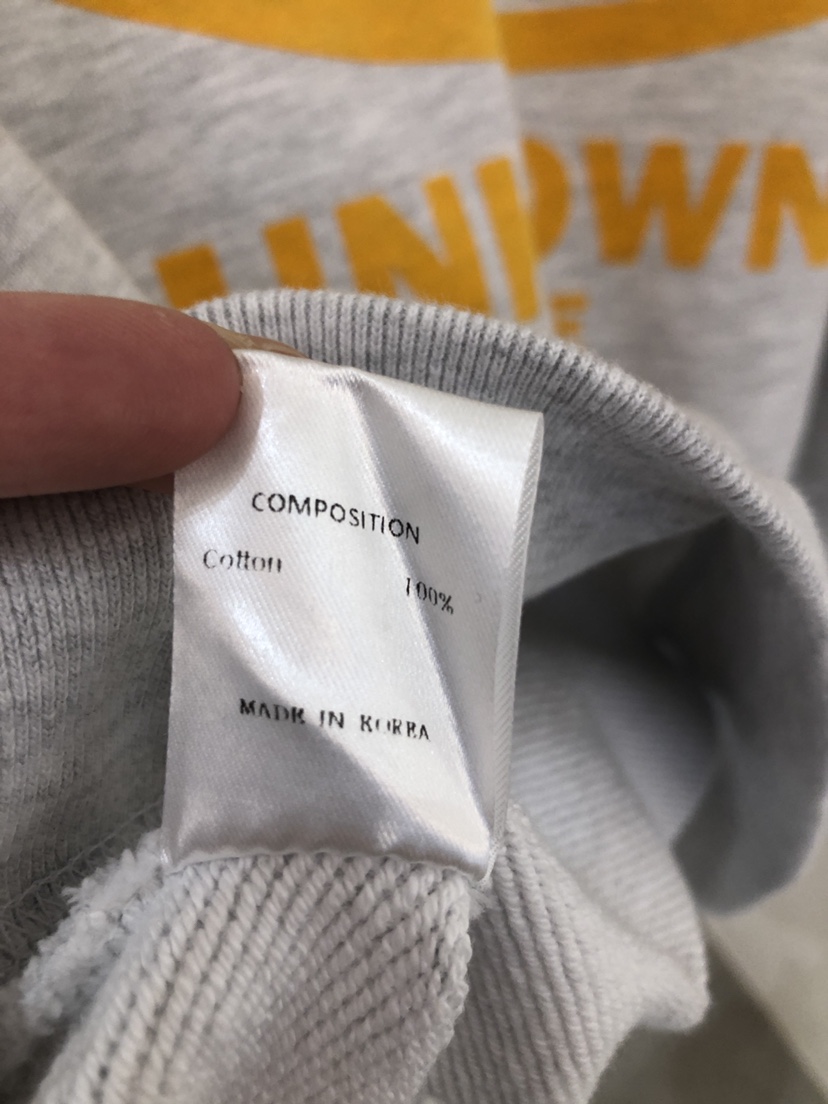 COMPOSITION
Cotton
100%
MADE IN KOREA